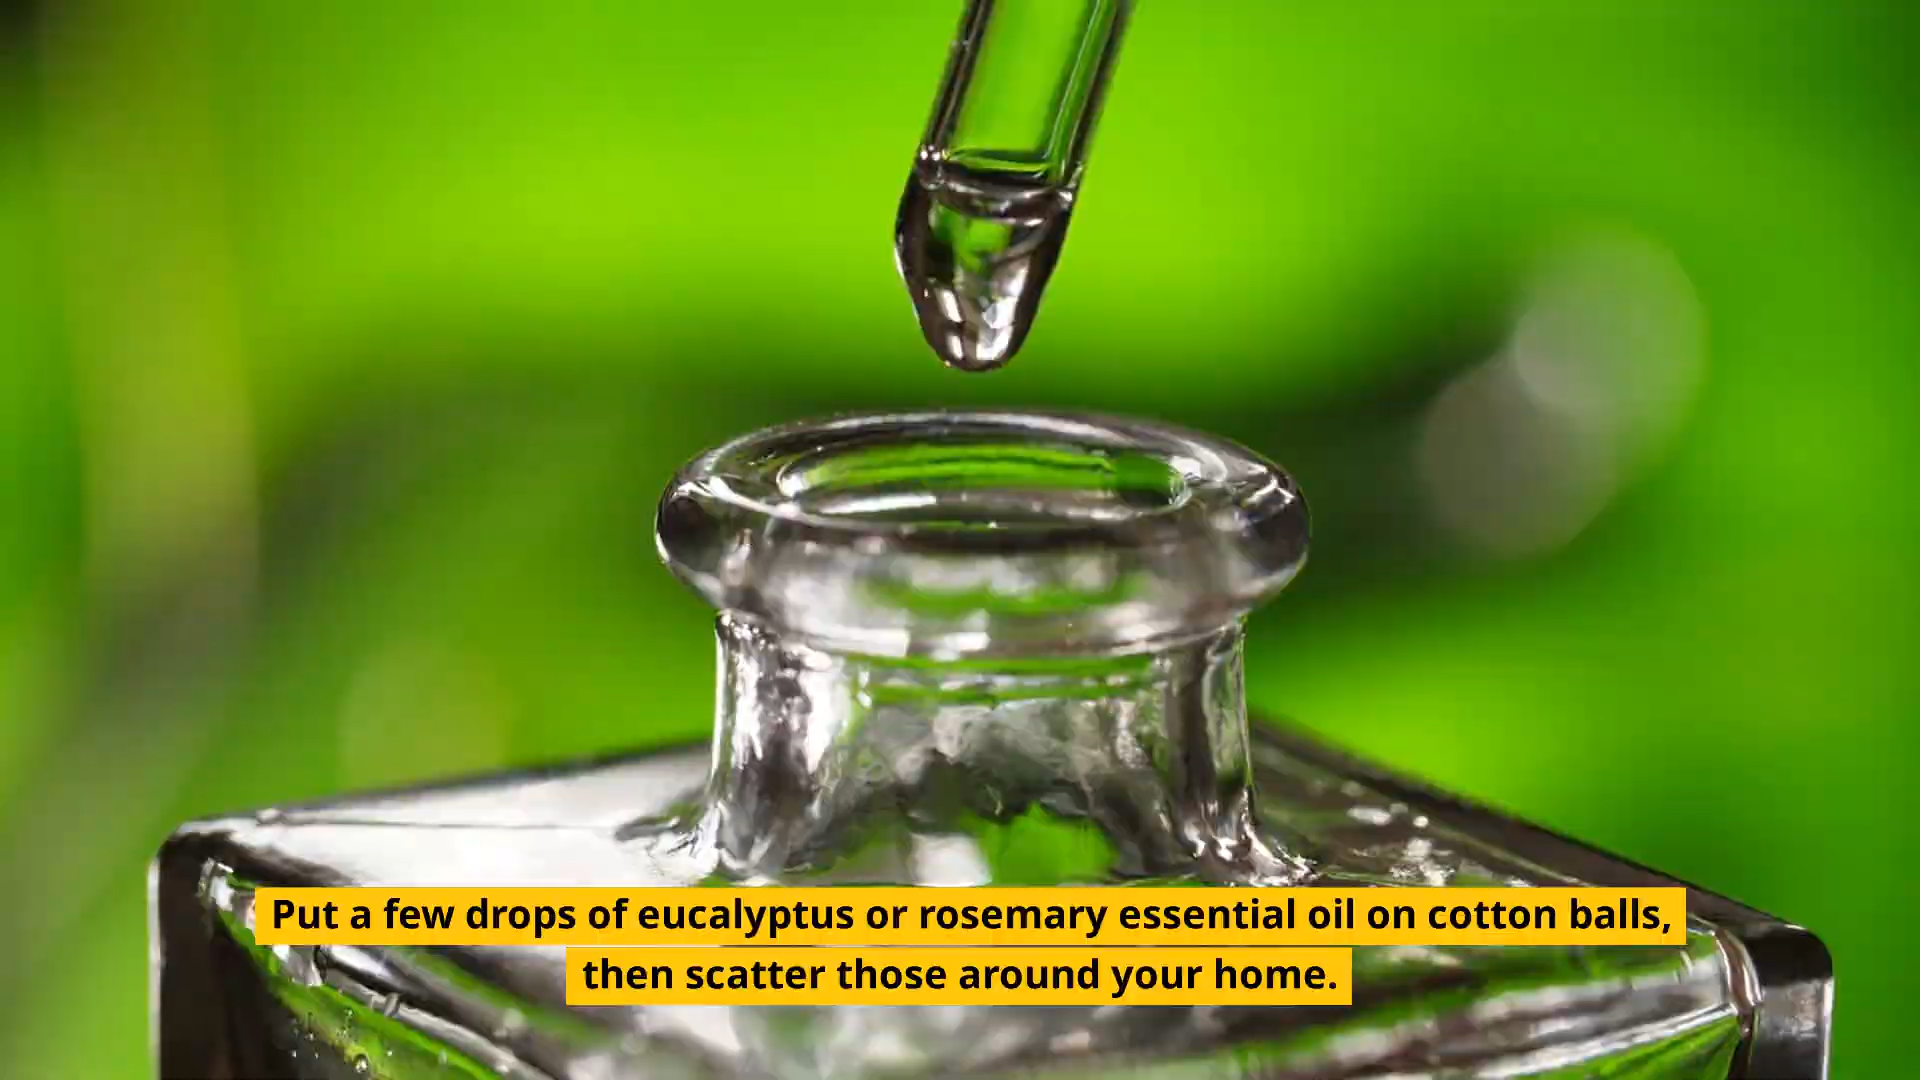 Put a few drops of eucalyptus or rosemary essential oil on cotton balls,
then scatter those around your home.